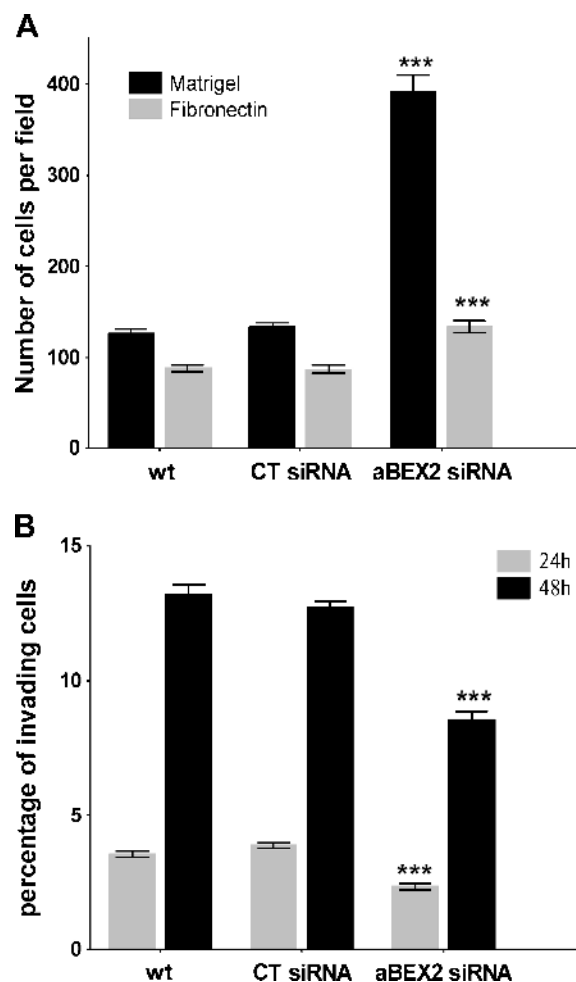 A
Number of cells per field
400
300
200
100
0
Matrigel
Fibronectin
***
***
wt
CT siRNA
aBEX2 siRNA
B
percentage of invading cells
15
10
5
0
24h
48h
***
***
wt
CT siRNA
aBEX2 siRNA